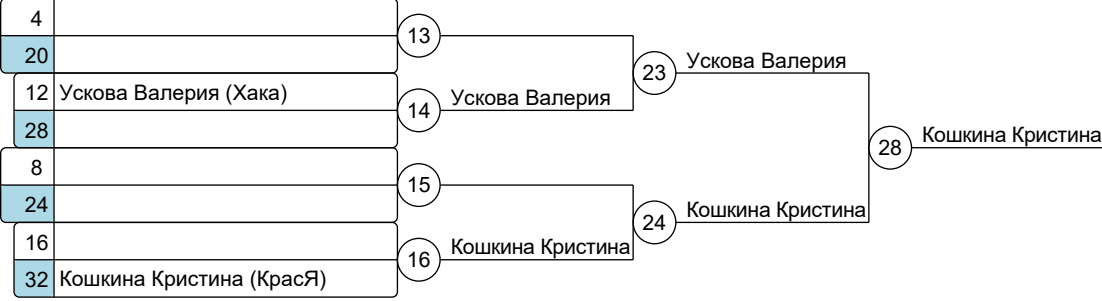 4
13
20
23 Ускова Валерия
12 Ускова Валерия (Хака)
14 Ускова Валерия
28
28 Кошкина Кристина
8
15
24
24 Кошкина Кристина
16
16 Кошкина Кристина
32 Кошкина Кристина (КрасЯ)